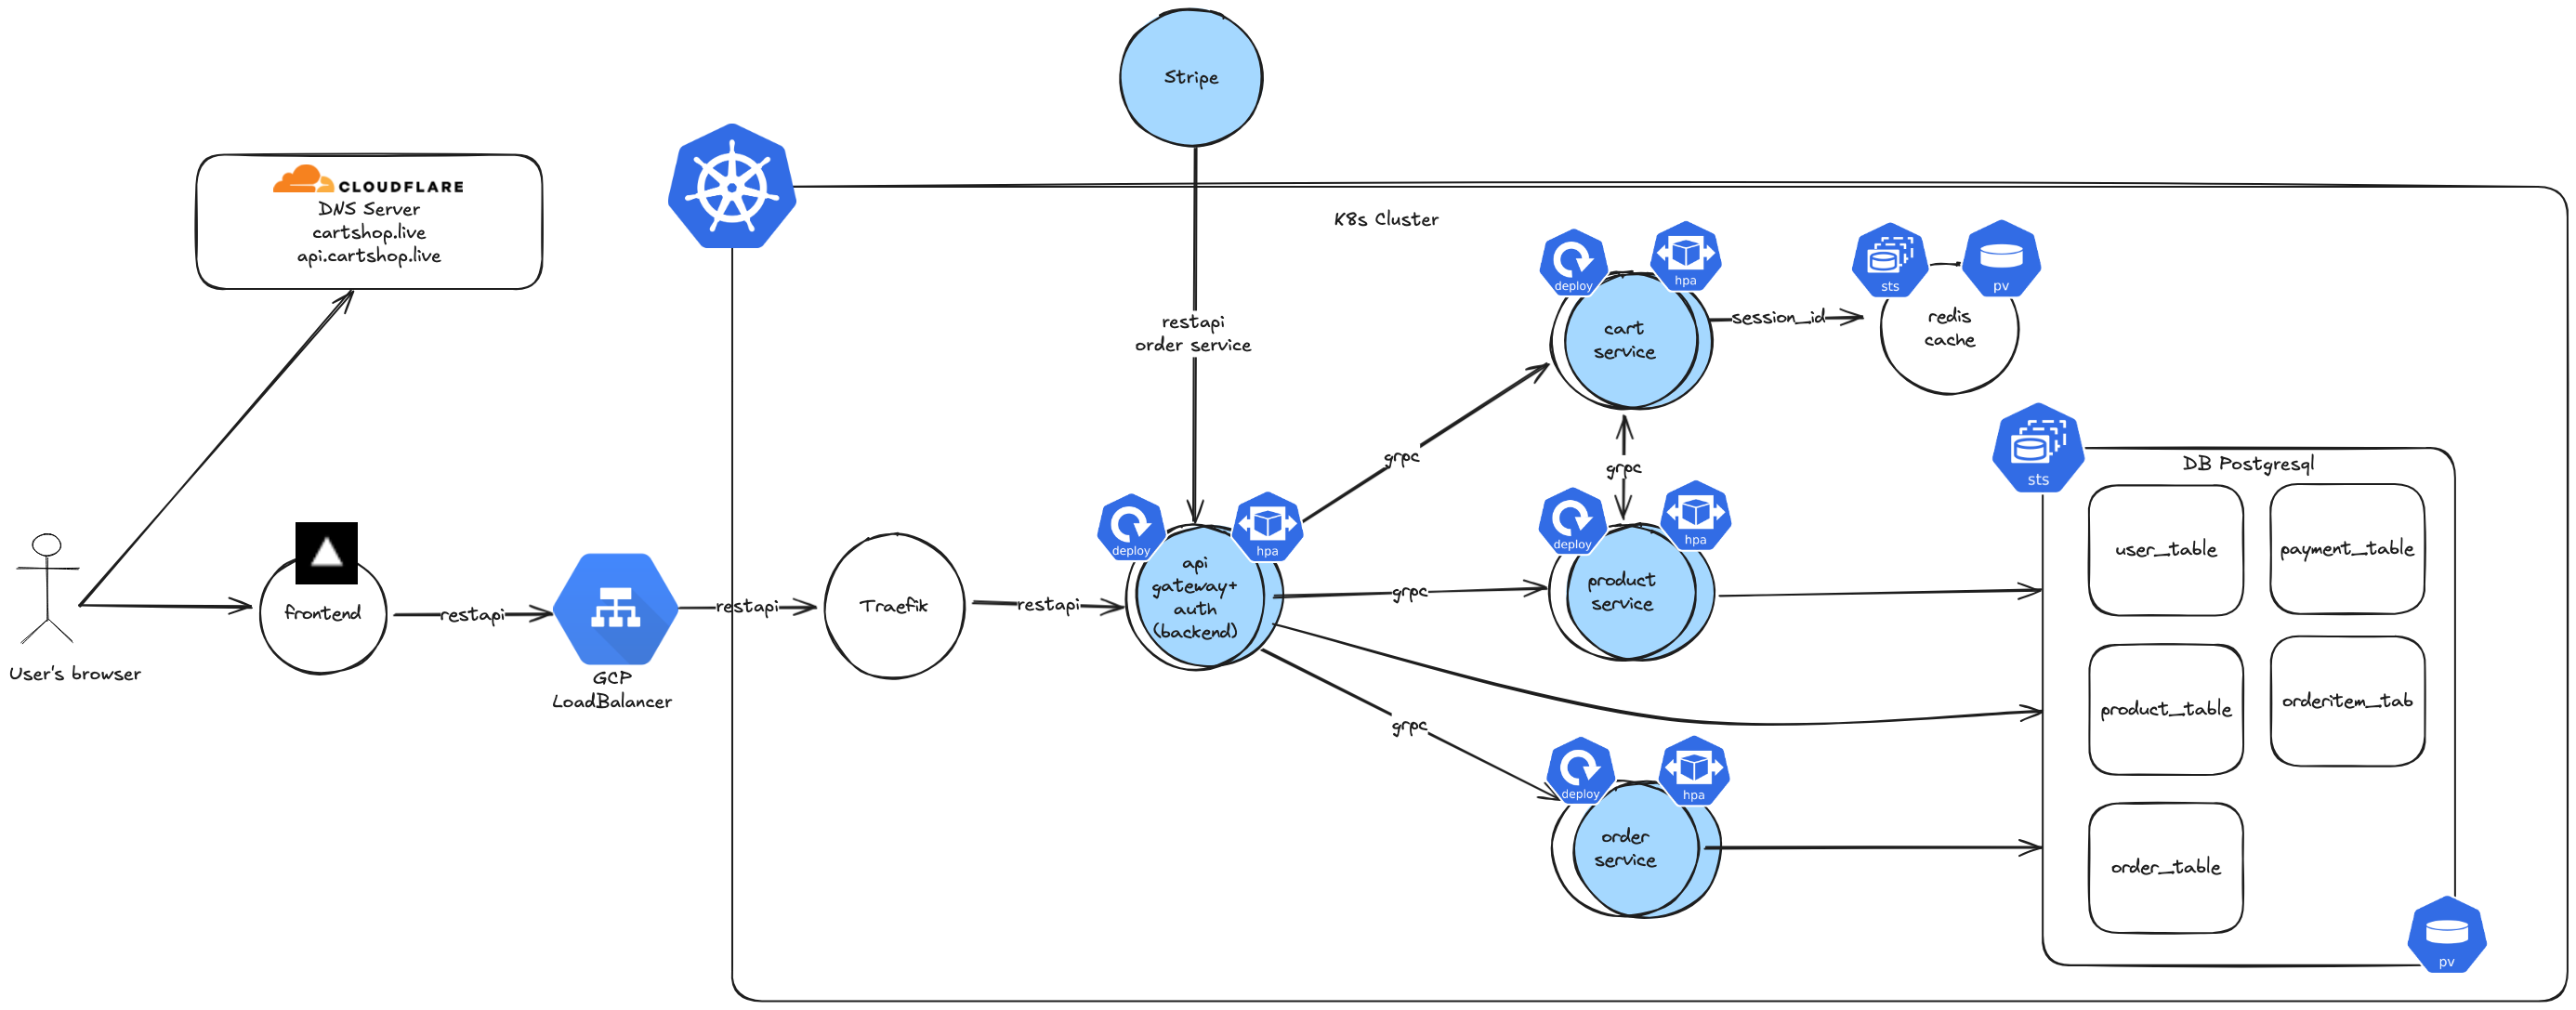 Stripe
CLOUDFLARE
DNS Server
cartshop.live
api.cartshop.live
K8s Cluster
restapi
order service
deploy
hpa
cart
service
session_id
sts
pv
redis
cache
grpc
grpc
sts
DB Postgresql
user_table
payment_table
product_table
orderitem_tab
order_table
pv
User's browser
frontend
restapi
GCP
LoadBalancer
restapi
Traefik
restapi
deploy
hpa
api
gateway+
auth
(backend)
grpc
deploy
hpa
product
service
grpc
deploy
hpa
order
service